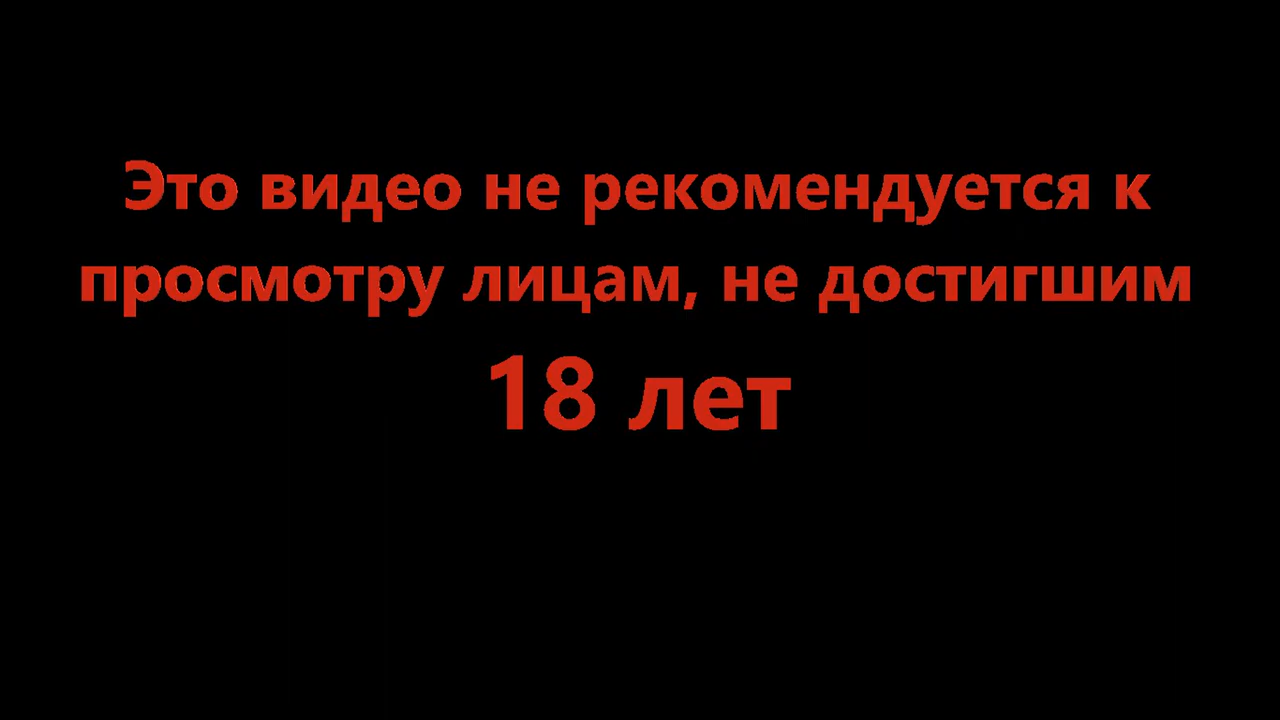 Это видео не рекомендуется к
просмотру лицам, не достигшим
18 лет